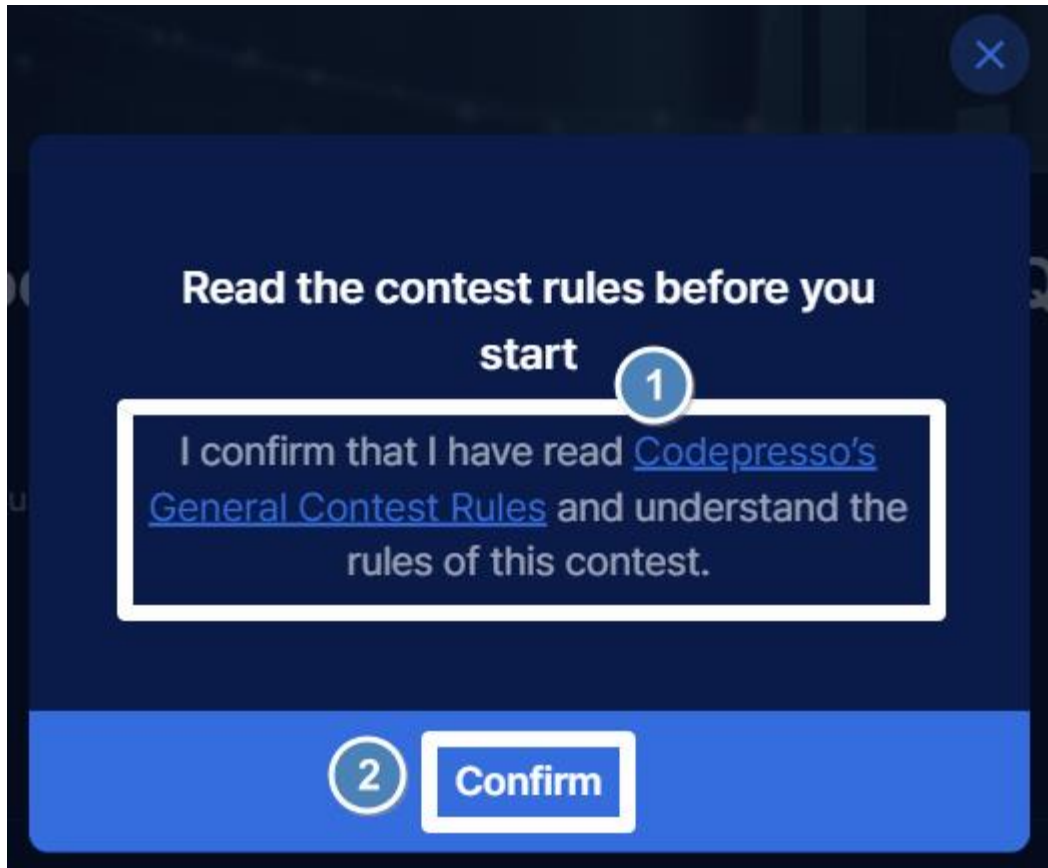 Read the contest rules before you
start
1
I confirm that I have read Codepresso’s
General Contest Rules and understand the
rules of this contest.
2
Confirm